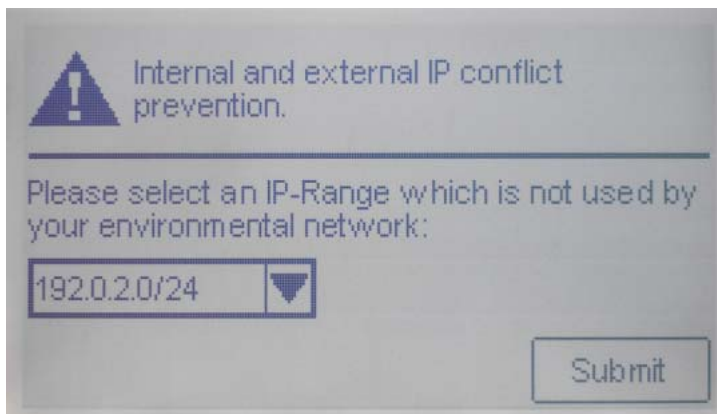 Internal and external IP conflict
prevention.
Please select an IP-Range which is not used by
your environmental network:
192.0.2.0/24
Submit